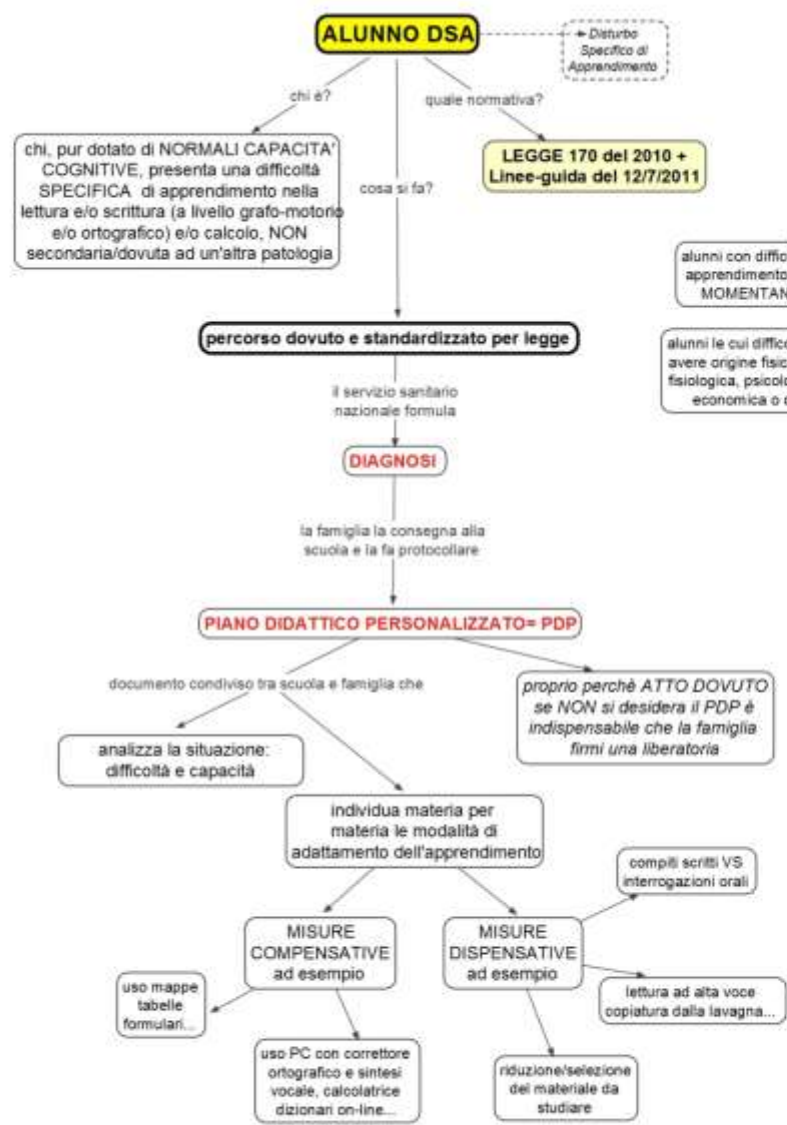 ALUNNO DSA
Disturbo
Specifico di
Apprendimento
chi è?
quale normativa?
chi, pur dotato di NORMALI CAPACITA'
COGNITIVE, presenta una difficoltà
SPECIFICA di apprendimento nella
lettura e/o scrittura (a livello grafo-motorio
e/o ortografico) e/o calcolo, NON
secondaria/dovuta ad un'altra patologia
cosa si fa?
LEGGE 170 del 2010 +
Linee-guida del 12/7/2011
alunni con diffic
apprendimento
MOMENTAN
alunni le cui diffic
avere origine fisic
fisiologica, psicolo
economica o
percorso dovuto e standardizzato per legge
il servizio sanitario
nazionale formula
DIAGNOSI
la famiglia la consegna alla
scuola e la fa protocollare
PIANO DIDATTICO PERSONALIZZATO= PDP
documento condiviso tra scuola e famiglia che
proprio perchè ATTO DOVUTO
se NON si desidera il PDP è
indispensabile che la famiglia
firmi una liberatoria
analizza la situazione:
difficoltà e capacità
individua materia per
materia le modalità di
adattamento dell'apprendimento
compiti scritti VS
interrogazioni orali
MISURE
COMPENSATIVE
ad esempio
MISURE
DISPENSATIVE
ad esempio
uso mappe
tabelle
formulari...
lettura ad alta voce
copiatura dalla lavagna...
uso PC con correttore
ortografico e sintesi
vocale, calcolatrice
dizionari on-line...
riduzione/selezione
del materiale da
studiare